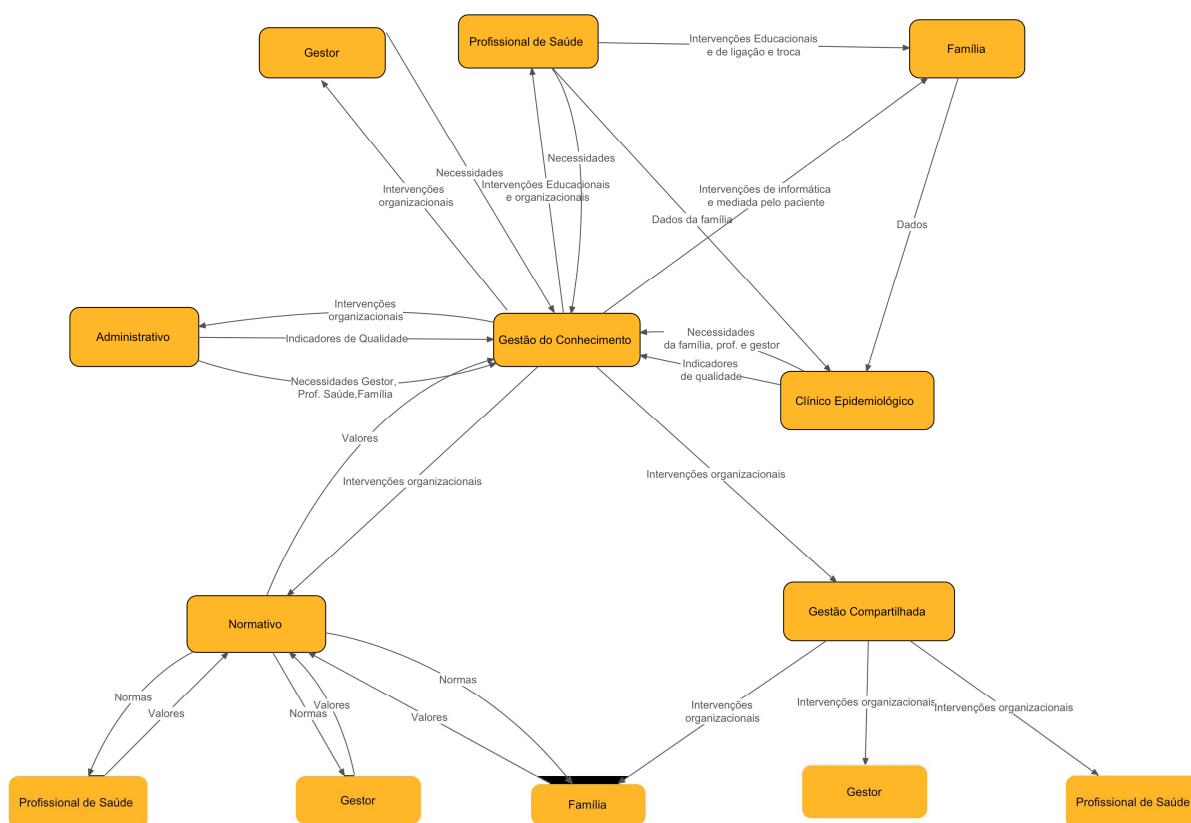 Profissional de Saúde
Intervenções Educacionais
e de ligação e troca
Família
Gestor
Necessidades
Necessidades
Intervenções
organizacionais
Intervenções Educacionais
e organizacionais
Intervenções de informática
e mediada pelo paciente
Dados da família
Dados
Intervenções
organizacionais
Administrativo
Indicadores de Qualidade
Gestão do Conhecimento
Necessidades
da família, prof. e gestor
Indicadores
de qualidade
Necessidades Gestor,
Prof. Saúde,Família
Clínico Epidemiológico
Valores
Intervenções organizacionais
Intervenções organizacionais
Normativo
Gestão Compartilhada
Normas
Valores
Normas
Valores
Normas
Valores
Intervenções
organizacionais
Intervenções organizacionais
Intervenções organizacionais
Profissional de Saúde
Gestor
Família
Gestor
Profissional de Saúde